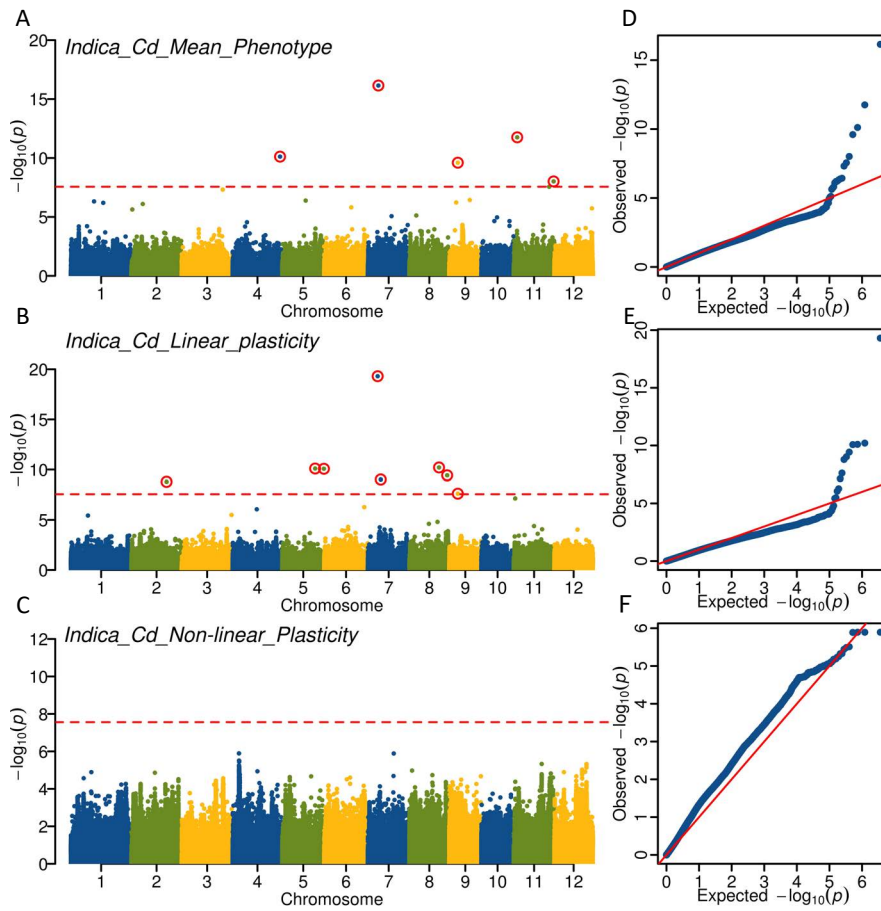 A
Indica_Cd_Mean_Phenotype
20
15
10
5
0
−log10(p)
1 2 3 4 5 6 7 8 9 10 11 12
Chromosome
D
15
10
5
0
Observed −log10(p)
0 1 2 3 4 5 6
Expected −log10(p)
B
Indica_Cd_Linear_plasticity
20
15
10
5
0
−log10(p)
1 2 3 4 5 6 7 8 9 10 11 12
Chromosome
E
20
15
10
5
0
Observed −log10(p)
0 1 2 3 4 5 6
Expected −log10(p)
C
Indica_Cd_Non-linear_Plasticity
12
10
8
6
4
2
0
−log10(p)
1 2 3 4 5 6 7 8 9 10 11 12
Chromosome
F
6
5
4
3
2
1
0
Observed −log10(p)
0 1 2 3 4 5 6
Expected −log10(p)